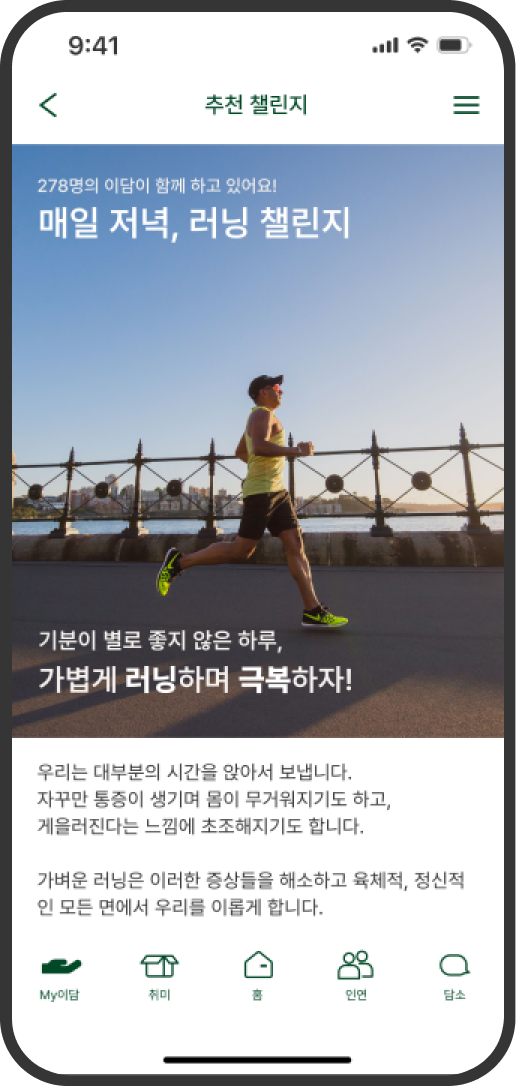 9:41
추천 챌린지
278명의 이담이 함께 하고 있어요!
매일 저녁, 러닝 챌린지
기분이 별로 좋지 않은 하루,
가볍게 러닝하며 극복하자!
우리는 대부분의 시간을 앉아서 보냅니다.
자꾸만 통증이 생기며 몸이 무거워지기도 하고,
게을러진다는 느낌에 초조해지기도 합니다.
가벼운 러닝은 이러한 증상들을 해소하고 육체적, 정신적
인 모든 면에서 우리를 이롭게 합니다.
My이담 취미 홈 인연 담소